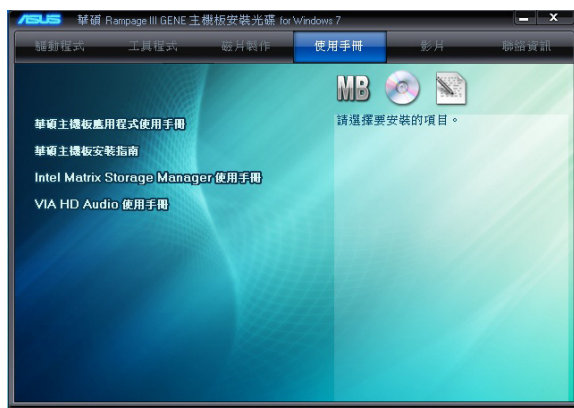 ASUS 華碩 Rampage III GENE 主機板安裝光碟 for Windows 7
驅動程式 工具程式 磁片製作 使用手冊 影片 聯絡資訊
MB
請選擇要安裝的項目。
華碩主機板應用程式使用手冊
華碩主機板安裝指南
Intel Matrix Storage Manager 使用手冊
VIA HD Audio 使用手冊